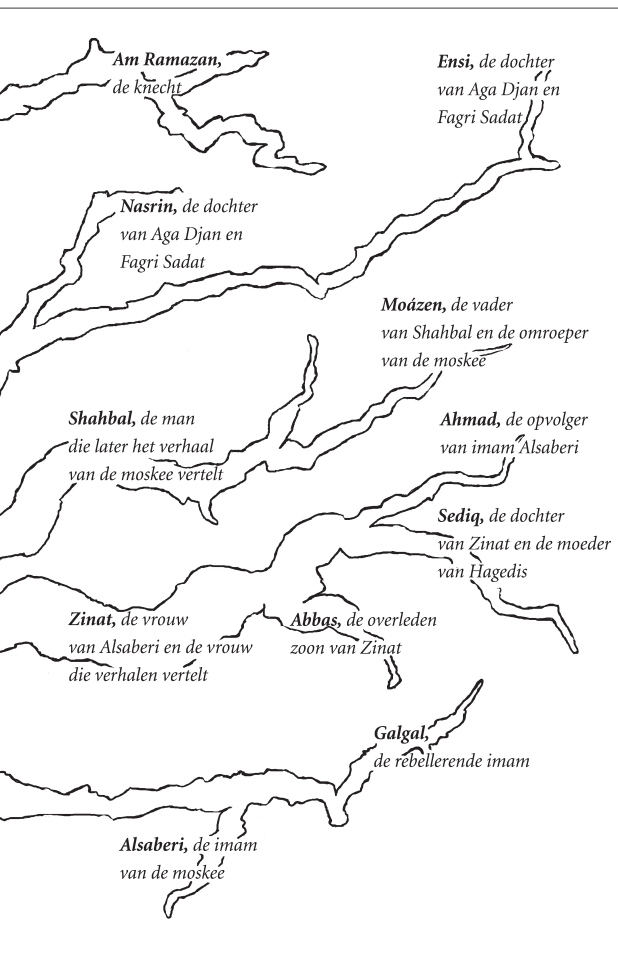 Am Ramazan,
de knecht
Ensi, de dochter
van Aga Djan en
Fagri Sadat
Nasrin, de dochter
van Aga Djan en
Fagri Sadat
Moázen, de vader
van Shahbal en de omroeper
van de moskee
Shahbal, de man
die later het verhaal
van de moskee vertelt
Ahmad, de opvolger
van imam Alsaberi
Sediq, de dochter
van Zinat en de moeder
van Hagedis
Zinat, de vrouw
van Alsaberi en de vrouw
die verhalen vertelt
Abbas, de overleden
zoon van Zinat
Galgal,
de rebellerende imam
Alsaberi, de imam
van de moskee